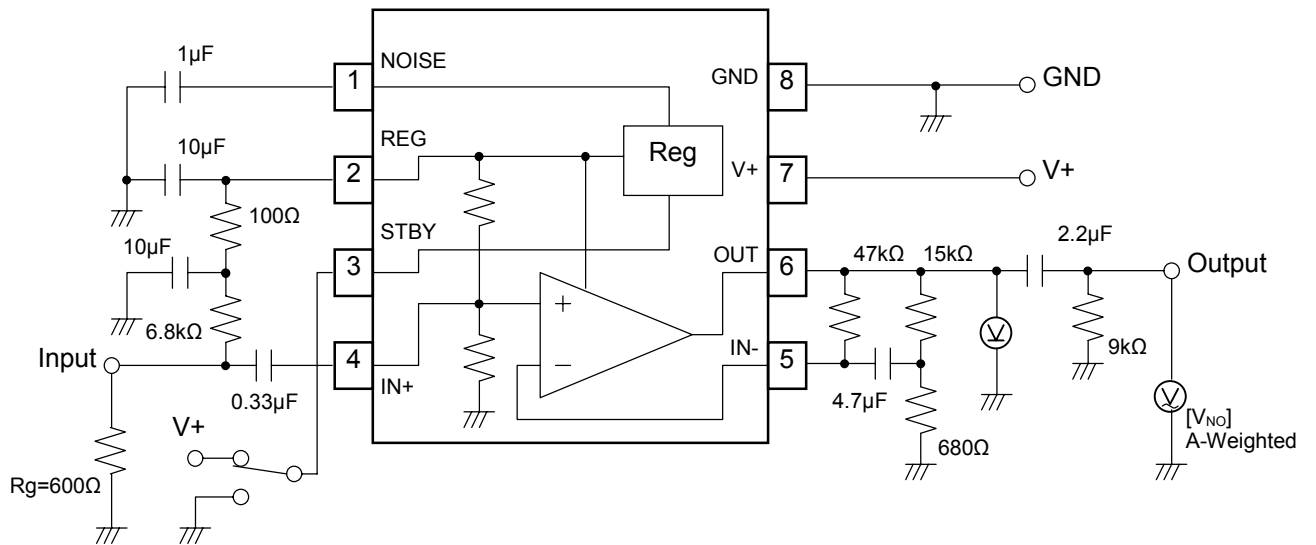 1µF
1
NOISE
GND
8
GND
10µF
2
REG
Reg
V+
7
V+
100Ω
10µF
3
STBY
OUT
6
47kΩ
15kΩ
2.2µF
Output
6.8kΩ
+
−
Input
4
IN+
IN-
5
9kΩ
0.33µF
4.7µF
V
V
[VNO]
A-Weighted
V+
680Ω
Rg=600Ω